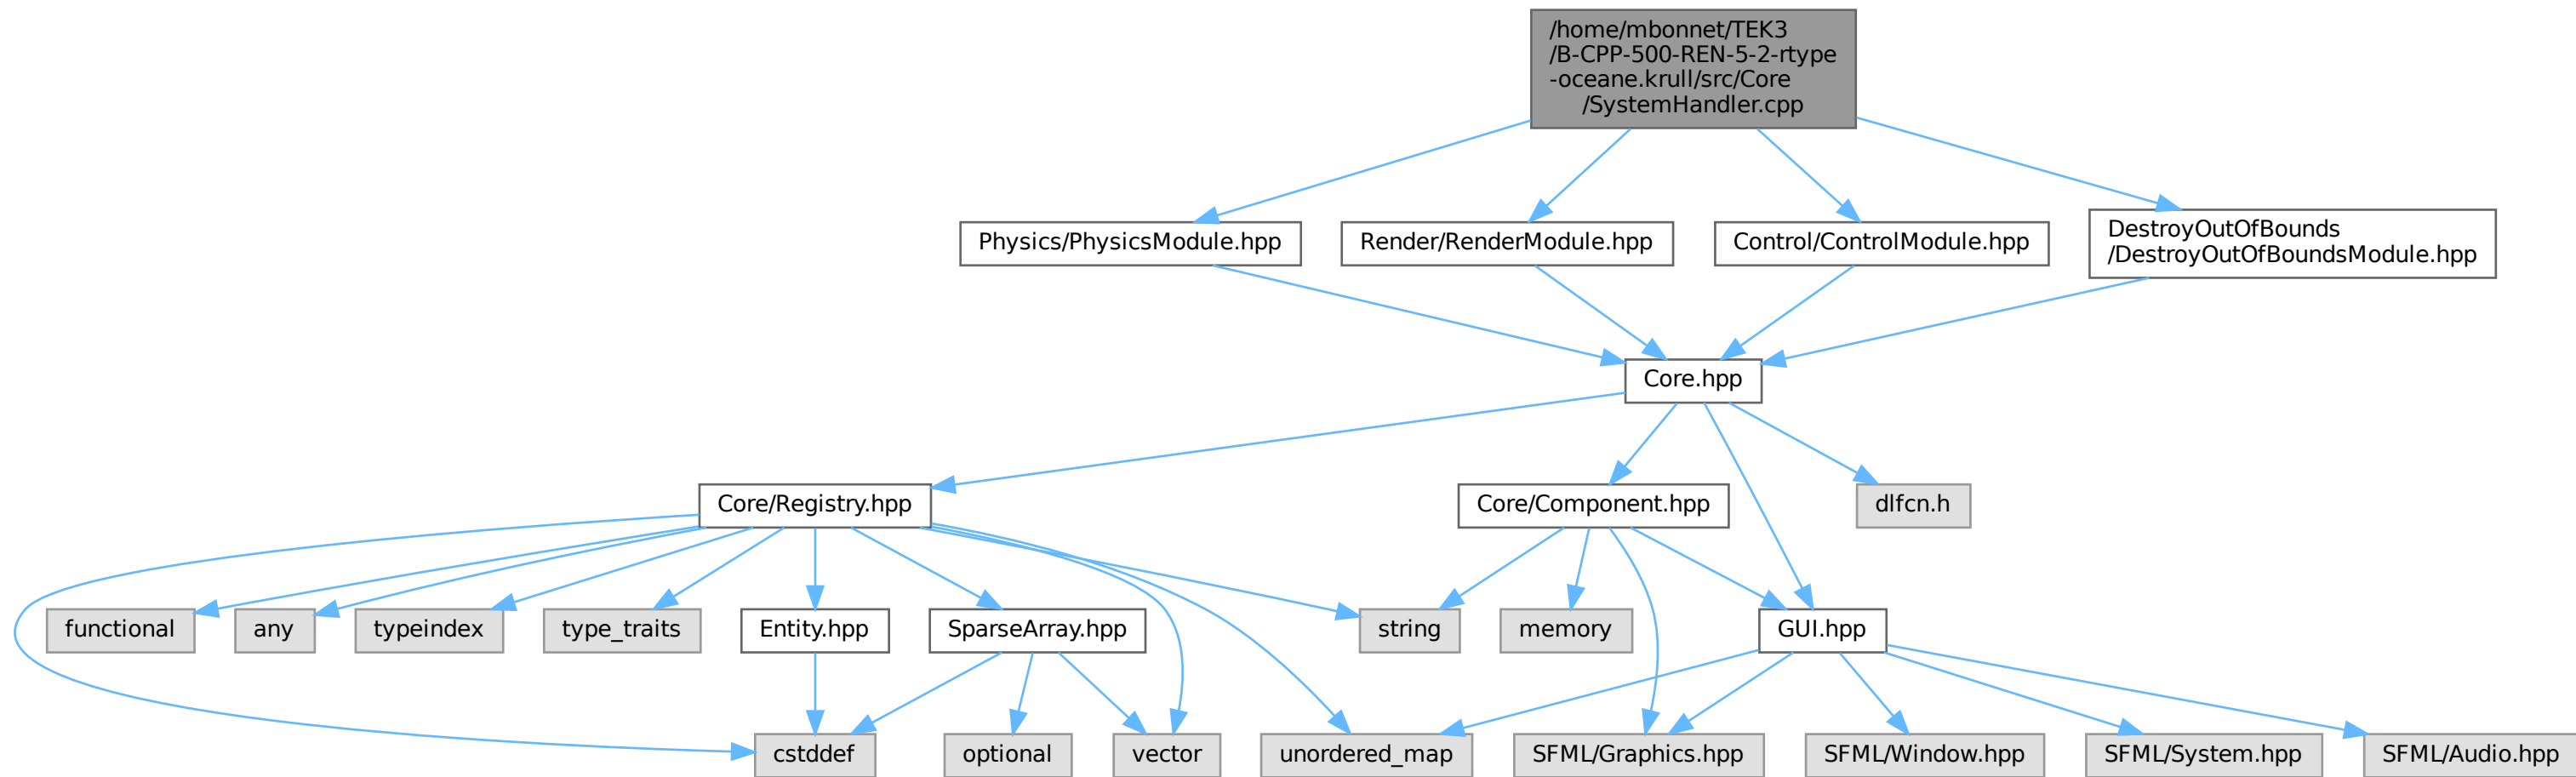 /home/mbonnet/TEK3
/B-CPP-500-REN-5-2-rtype
-oceane.krull/src/Core
/SystemHandler.cpp
Physics/PhysicsModule.hpp
Render/RenderModule.hpp
Control/ControlModule.hpp
DestroyOutOfBounds
/DestroyOutOfBoundsModule.hpp
Core.hpp
Core/Registry.hpp
Core/Component.hpp
dlfcn.h
functional
any
typeindex
type_traits
Entity.hpp
SparseArray.hpp
string
memory
GUI.hpp
cstddef
optional
vector
unordered_map
SFML/Graphics.hpp
SFML/Window.hpp
SFML/System.hpp
SFML/Audio.hpp